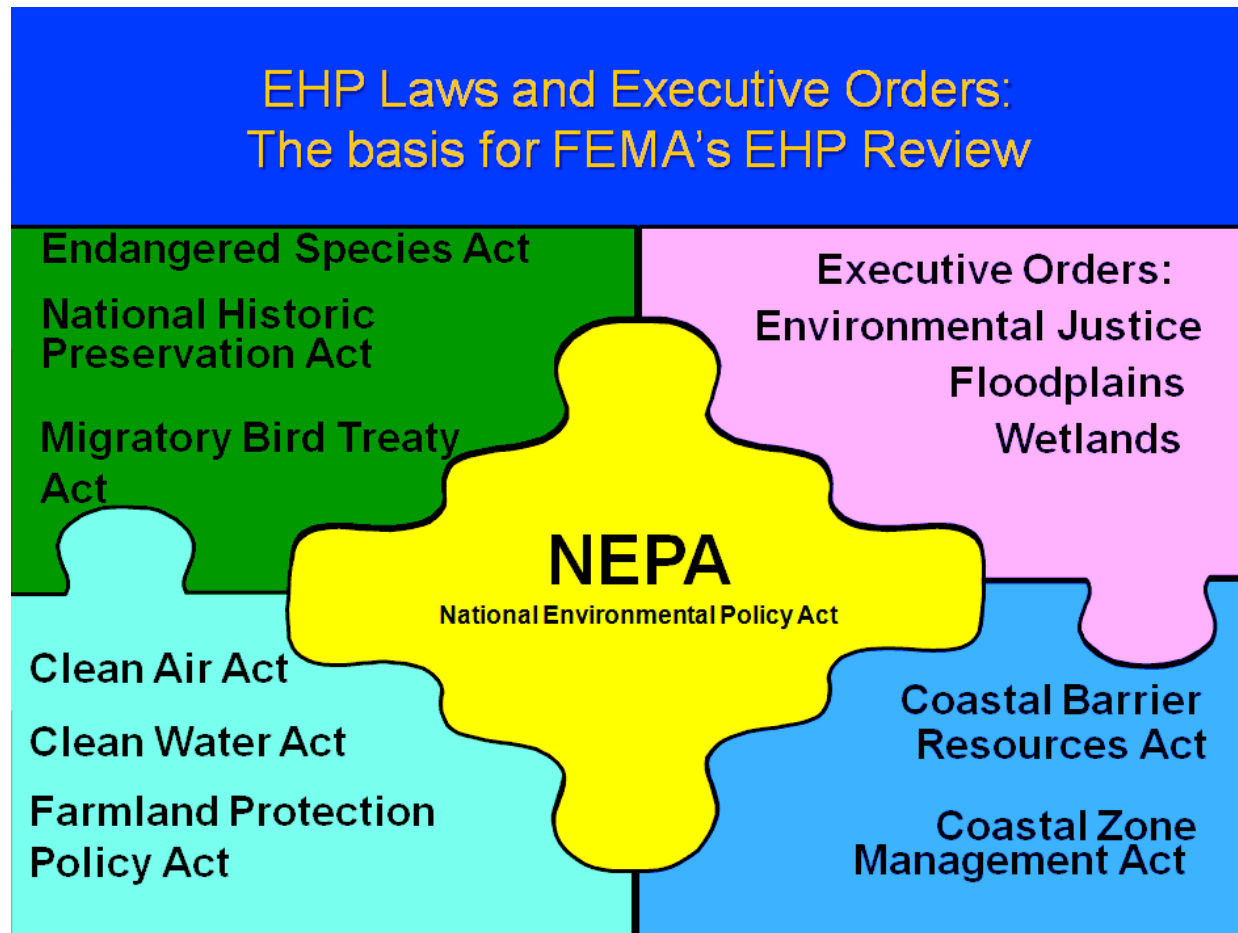 EHP Laws and Executive Orders:
The basis for FEMA's EHP Review
Endangered Species Act
National Historic
Preservation Act
Migratory Bird Treaty
Act
Executive Orders:
Environmental Justice
Floodplains
Wetlands
NEPA
National Environmental Policy Act
Clean Air Act
Clean Water Act
Farmland Protection
Policy Act
Coastal Barrier
Resources Act
Coastal Zone
Management Act